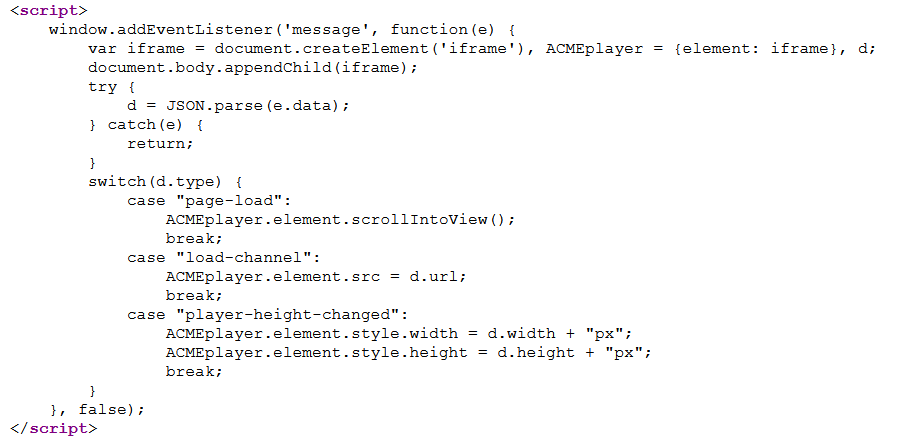 <script>
    window.addEventListener('message', function(e) {
        var iframe = document.createElement('iframe'), ACMEplayer = {element: iframe}, d;
        document.body.appendChild(iframe);
        try {
            d = JSON.parse(e.data);
        } catch(e) {
            return;
        }
        switch(d.type) {
            case "page-load":
                ACMEplayer.element.scrollIntoView();
                break;
            case "load-channel":
                ACMEplayer.element.src = d.url;
                break;
            case "player-height-changed":
                ACMEplayer.element.style.width = d.width + "px";
                ACMEplayer.element.style.height = d.height + "px";
                break;
        }
    }, false);
</script>